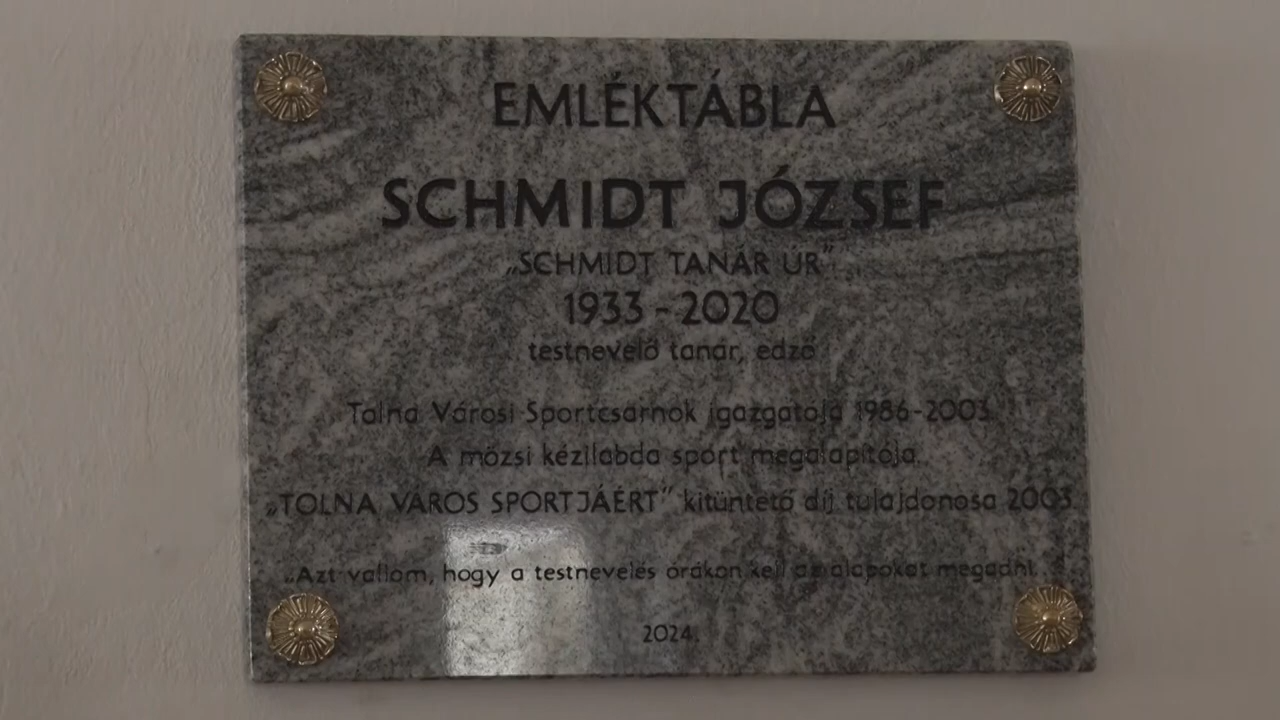 EMLÉKTÁBLA
SCHMIDT JÓZSEF
„SCHMIDT TANÁR ÚR”
1933-2020
testnevelő tanár, edző
Tolna Városi Sportcsarnok igazgatója 1986-2003
A mözsi kézilabda sport megalapítója.
„TOLNA VÁROS SPORTJÁÉRT” kitüntető díj tulajdonosa 2003
„Azt vallom, hogy a testnevelés órákon kell az alapokat megadni...”
2024.